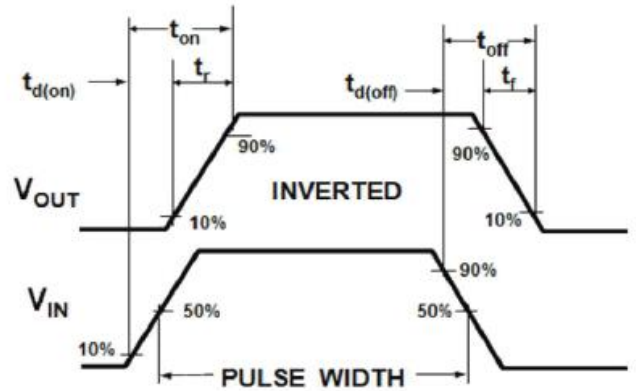 t_on
t_off
t_d(on)
t_r
t_d(off)
t_f
90%
90%
V_OUT
INVERTED
10%
10%
90%
V_IN
50%
50%
10%
PULSE WIDTH